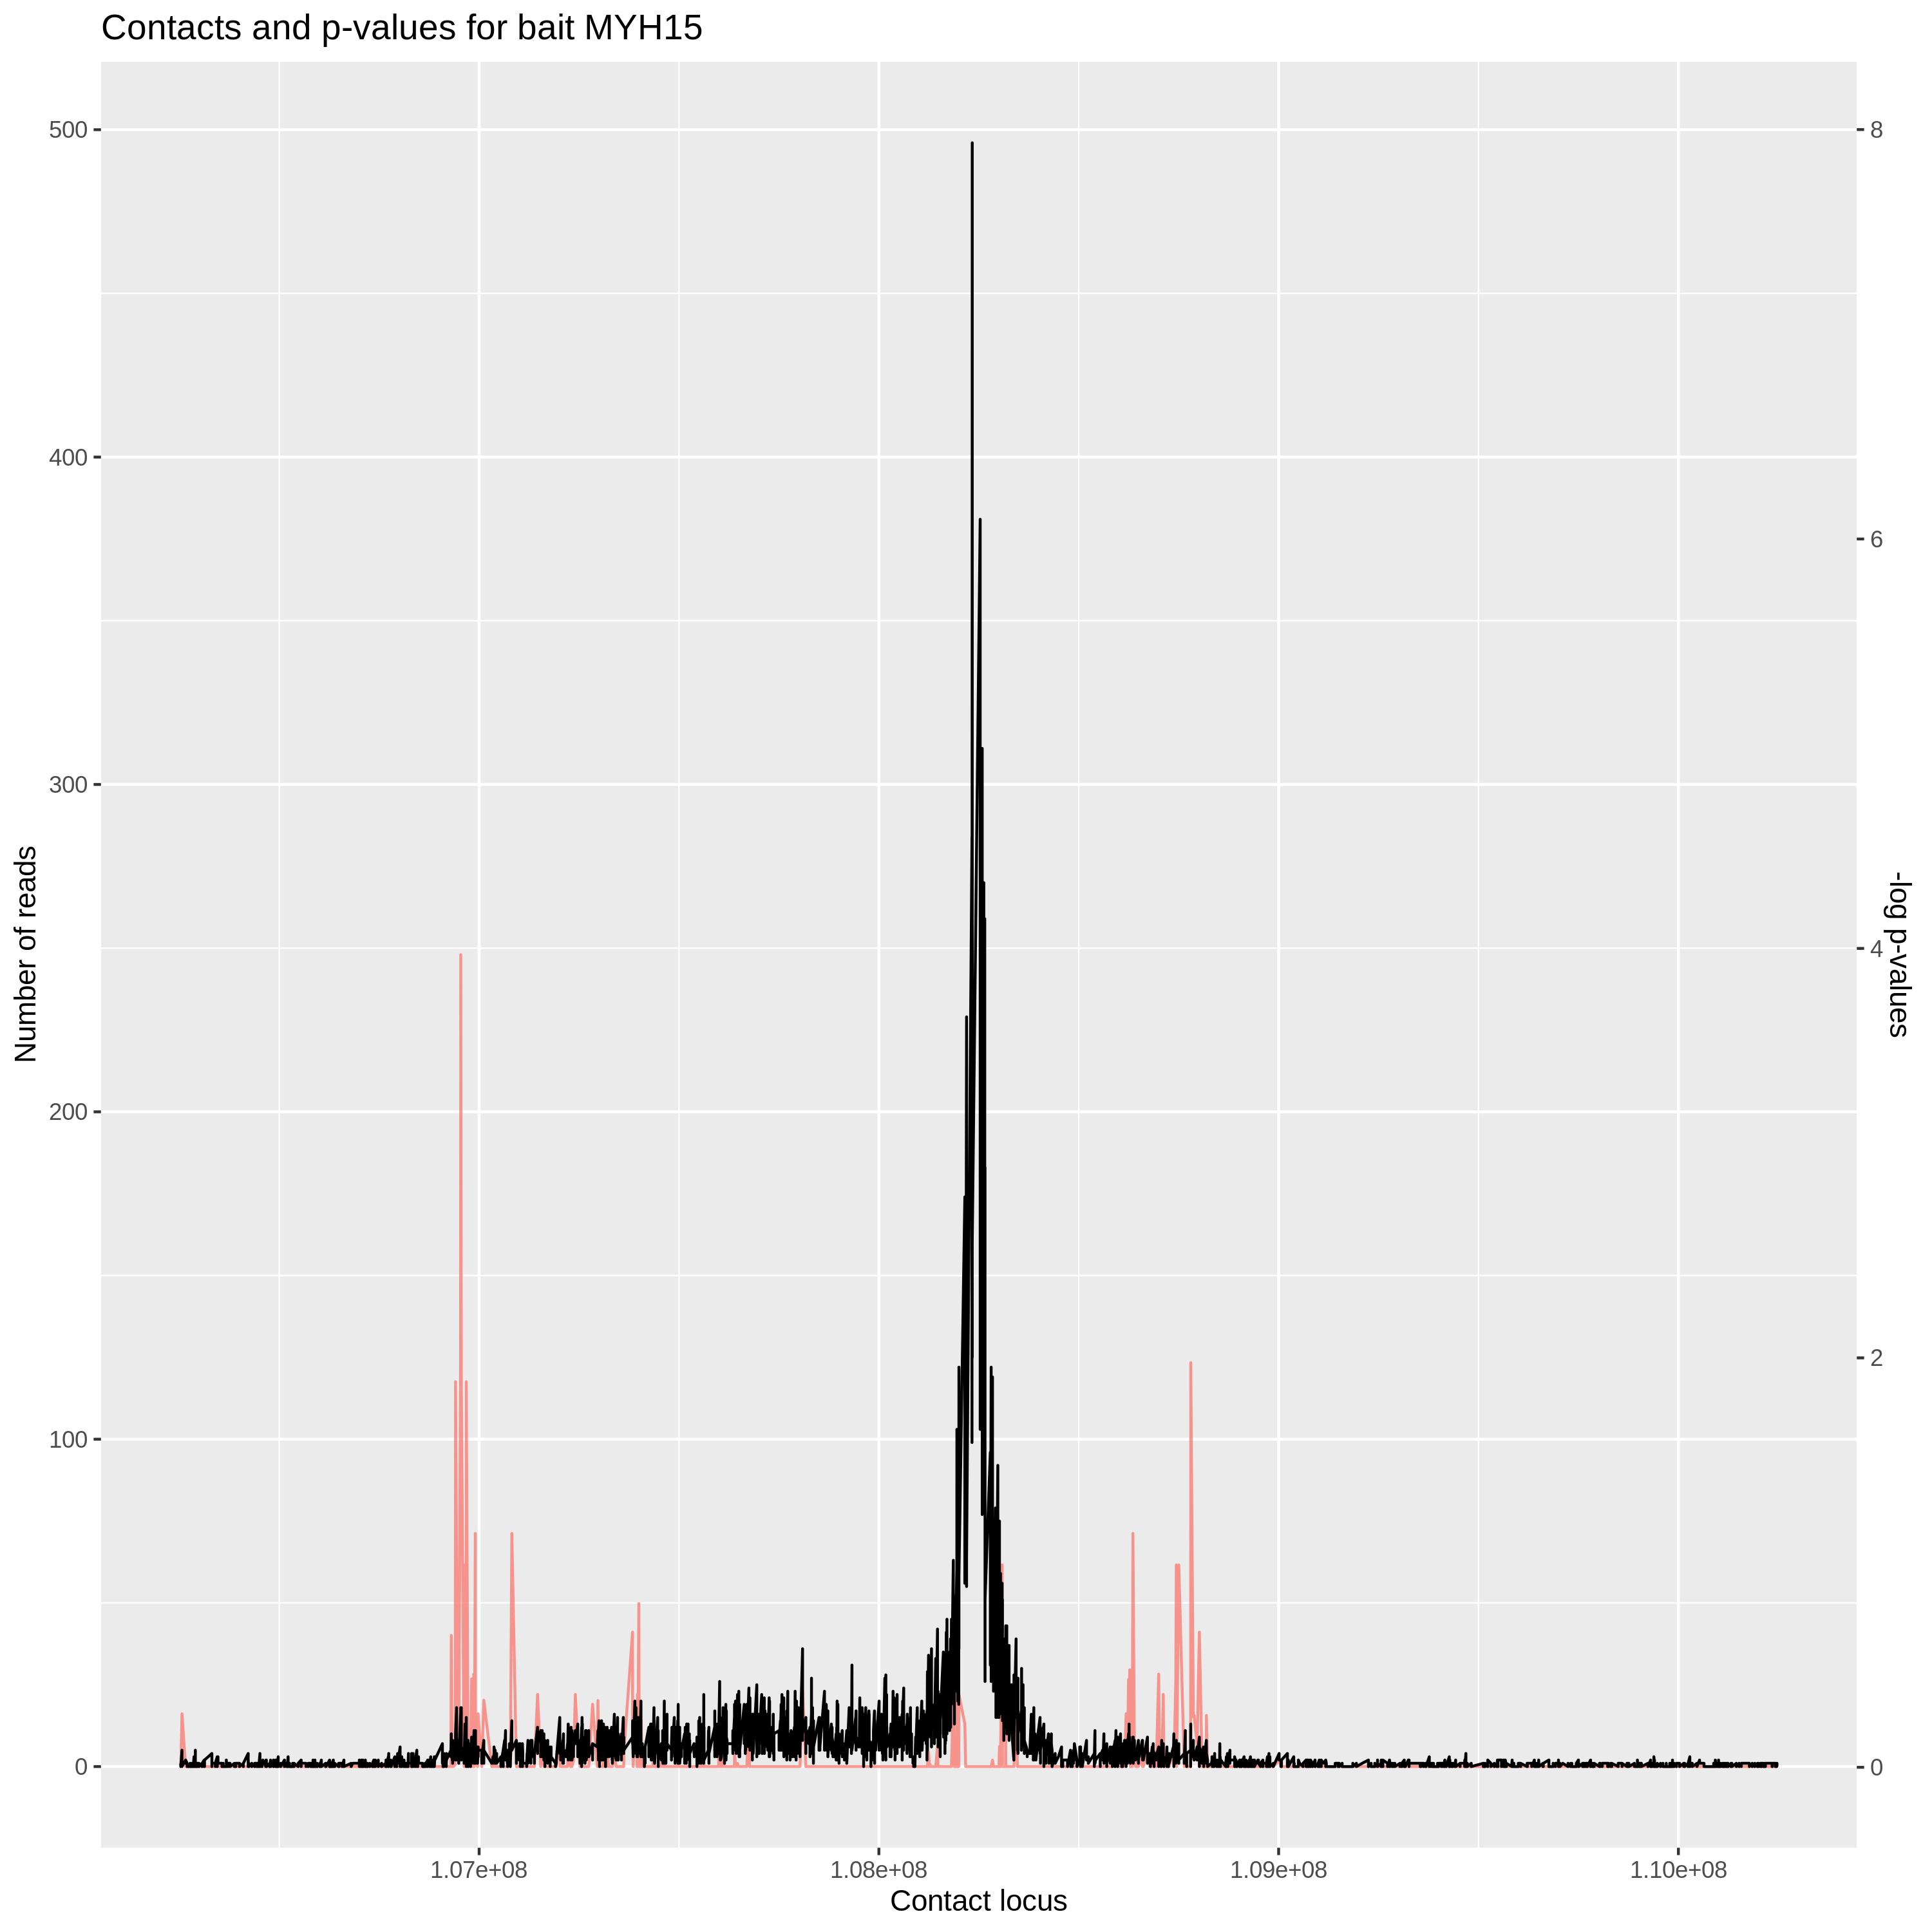 Contacts and p-values for bait MYH15
500
400
300
200
100
0
Number of reads
8
6
4
2
0
-log p-values
1.07e+08
1.08e+08
1.09e+08
1.10e+08
Contact locus